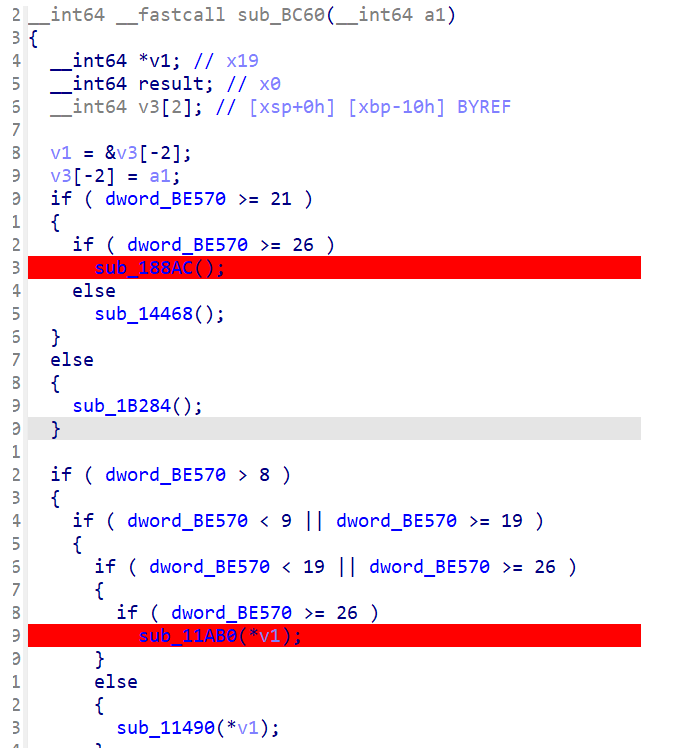 2 __int64 __fastcall sub_BC60(__int64 a1)
3 {
4   __int64 *v1; // x19
5   __int64 result; // x0
6   __int64 v3[2]; // [xsp+0h] [xbp-10h] BYREF
7
8   v1 = &v3[-2];
9   v3[-2] = a1;
0   if ( dword_BE570 >= 21 )
1   {
2     if ( dword_BE570 >= 26 )
3       sub_188AC();
4     else
5       sub_14468();
6   }
7   else
8   {
9     sub_1B284();
0   }
1
2   if ( dword_BE570 > 8 )
3   {
4     if ( dword_BE570 < 9 || dword_BE570 >= 19 )
5     {
6       if ( dword_BE570 < 19 || dword_BE570 >= 26 )
7       {
8         if ( dword_BE570 >= 26 )
9           sub_11AB0(*v1);
0       }
1       else
2       {
3         sub_11490(*v1);